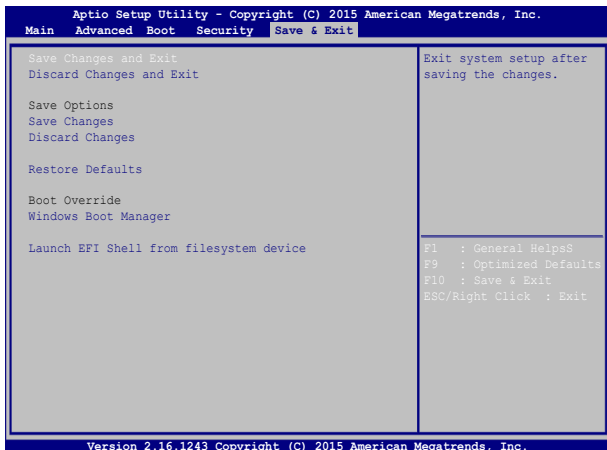 Aptio Setup Utility - Copyright (C) 2015 American Megatrends, Inc.
Main Advanced Boot Security Save & Exit
Save Changes and Exit
Discard Changes and Exit
Save Options
Save Changes
Discard Changes
Restore Defaults
Boot Override
Windows Boot Manager
Launch EFI Shell from filesystem device
Exit system setup after
saving the changes.
F1 : General HelpsS
F9 : Optimized Defaults
F10 : Save & Exit
ESC/Right Click : Exit
Version 2.16.1243 Copyright (C) 2015 American Megatrends, Inc.